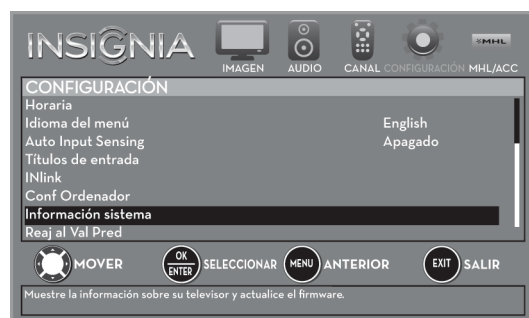 INSIGNIA
IMAGEN AUDIO CANAL CONFIGURACIÓN MHL/ACC
MHL
CONFIGURACIÓN
Horaria
Idioma del menú English
Auto Input Sensing Apagado
Títulos de entrada
INlink
Conf Ordenador
Información sistema
Reaj al Val Pred
MOVER OK ENTER SELECCIONAR MENU ANTERIOR EXIT SALIR
Muestre la información sobre su televisor y actualice el firmware.